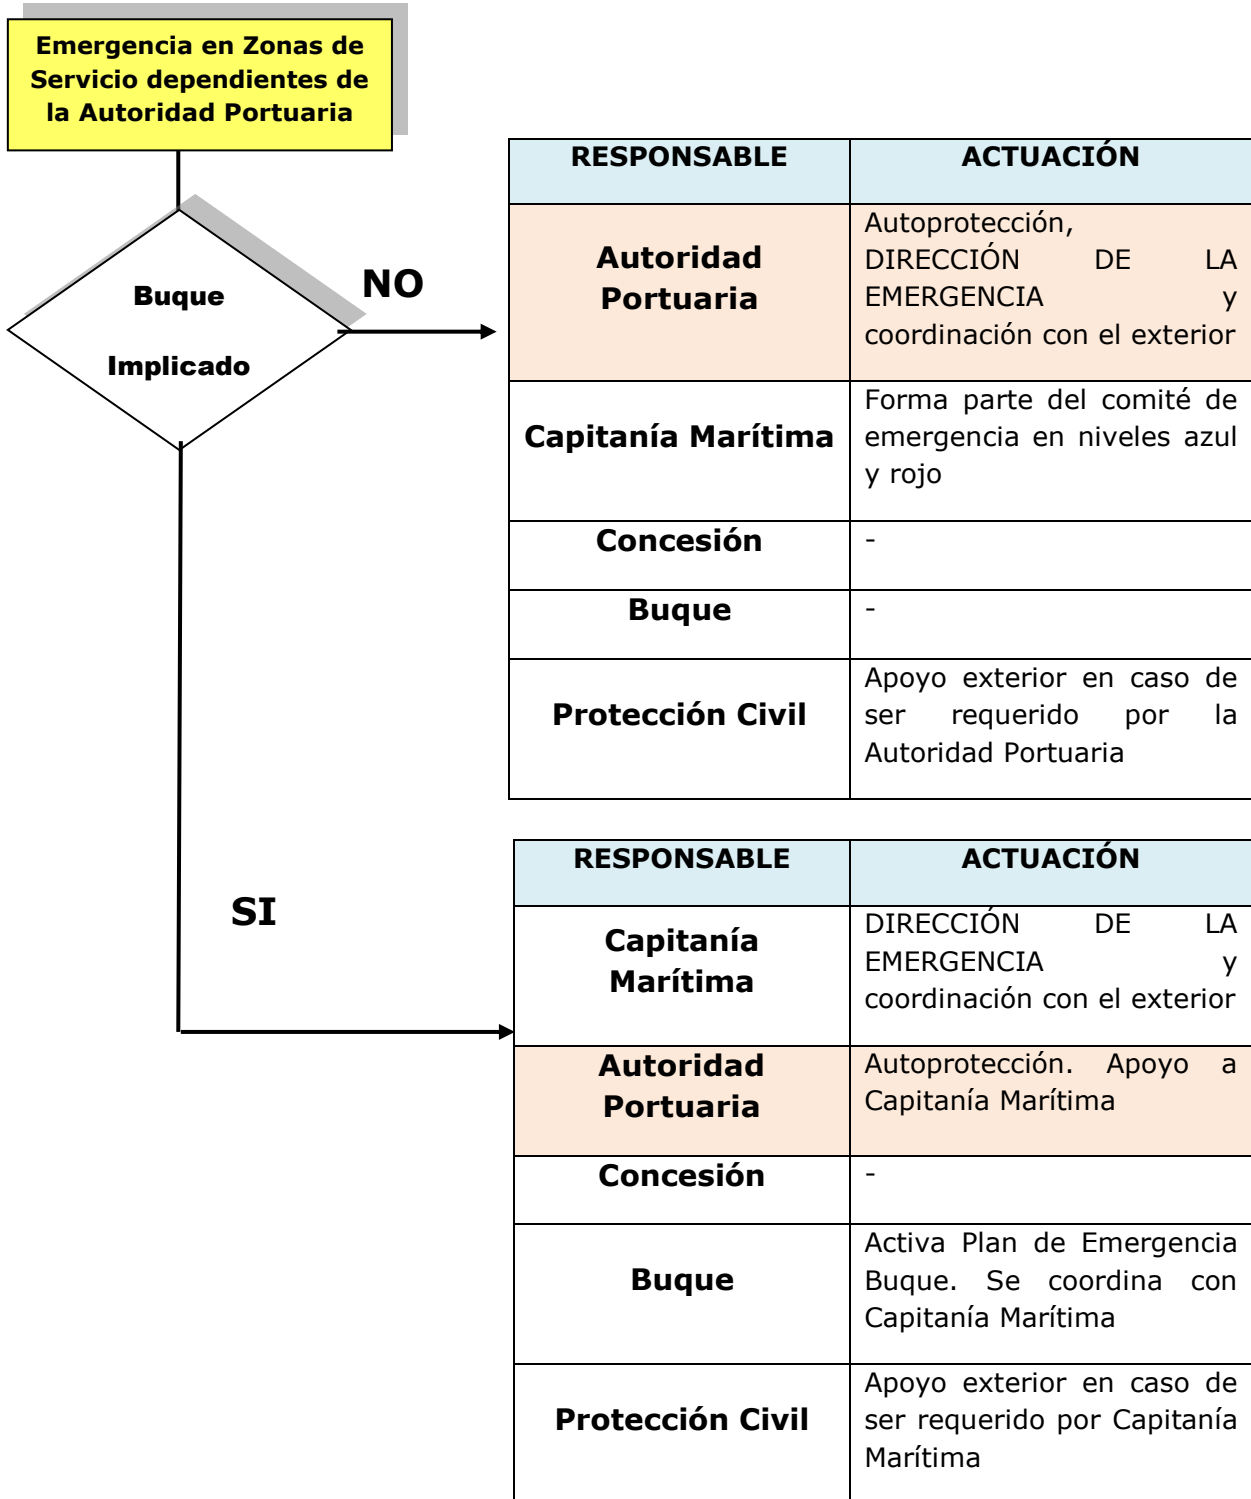 Emergencia en Zonas de
Servicio dependientes de
la Autoridad Portuaria
Buque
Implicado
NO
RESPONSABLE
ACTUACIÓN
Autoridad
Portuaria
Autoprotección,
DIRECCIÓN DE LA
EMERGENCIA y
coordinación con el exterior
Capitanía Marítima
Forma parte del comité de
emergencia en niveles azul
y rojo
Concesión
-
Buque
-
Protección Civil
Apoyo exterior en caso de
ser requerido por la
Autoridad Portuaria
SI
RESPONSABLE
ACTUACIÓN
Capitanía
Marítima
DIRECCIÓN DE LA
EMERGENCIA y
coordinación con el exterior
Autoridad
Portuaria
Autoprotección. Apoyo a
Capitanía Marítima
Concesión
-
Buque
Activa Plan de Emergencia
Buque. Se coordina con
Capitanía Marítima
Protección Civil
Apoyo exterior en caso de
ser requerido por Capitanía
Marítima